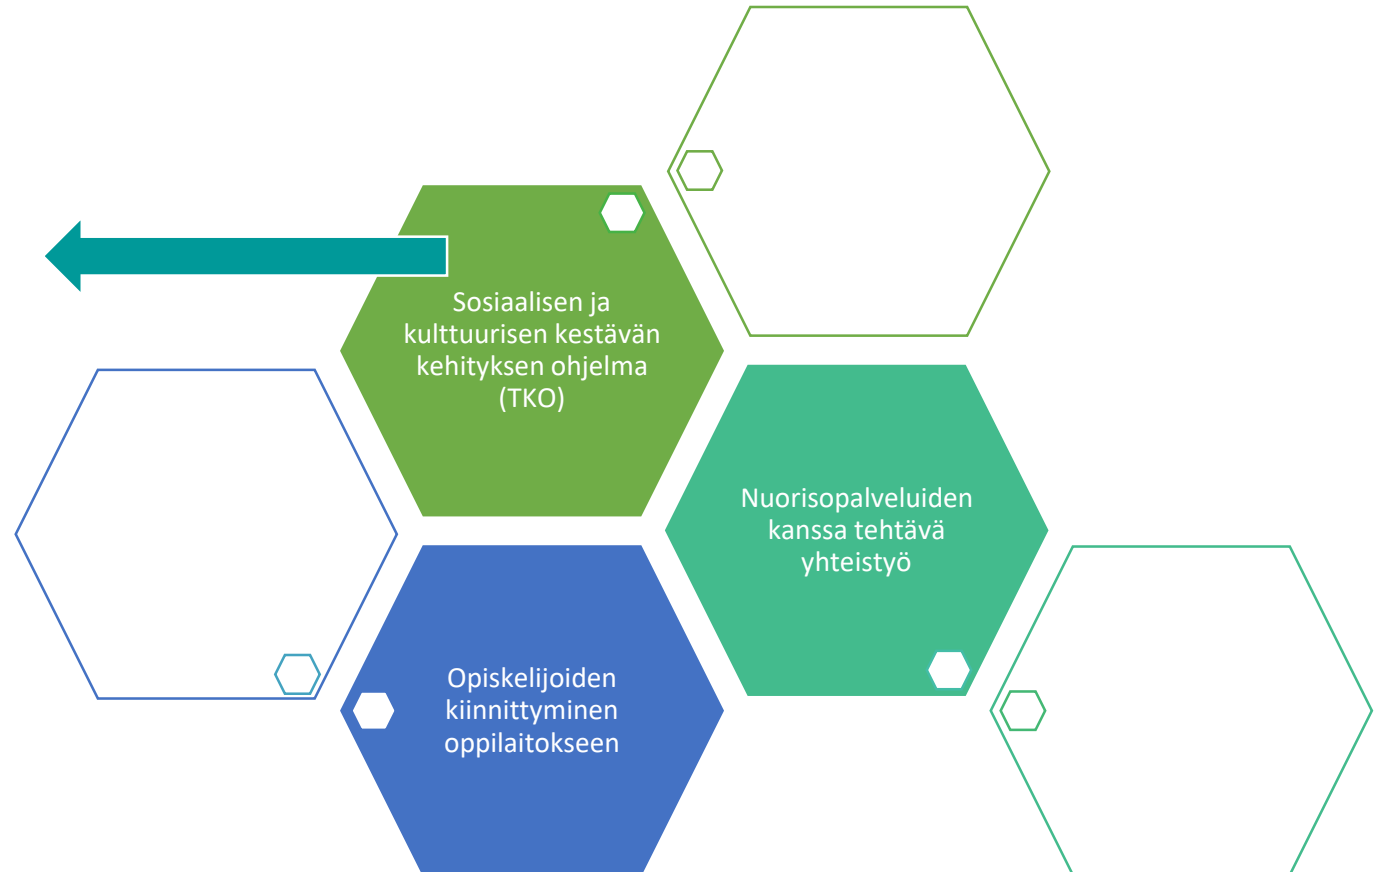 Sosiaalisen ja
kulttuurisen kestävän
kehityksen ohjelma
(TKO)
Nuorisopalveluiden
kanssa tehtävä
yhteistyö
Opiskelijoiden
kiinnittyminen
oppilaitokseen